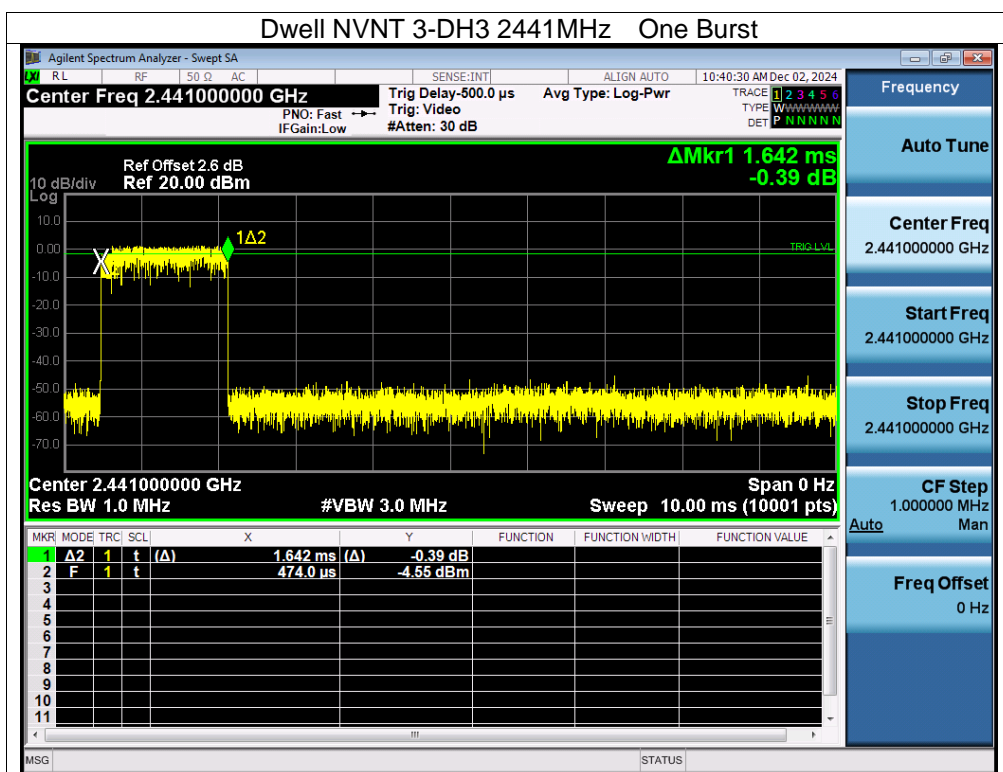 Dwell NVNT 3-DH3 2441MHz One Burst
Agilent Spectrum Analyzer - Swept SA
LXI RL RF 50 Ω AC SENSE:INT ALIGN AUTO 10:40:30 AM Dec 02, 2024
Center Freq 2.441000000 GHz
PNO: Fast
IFGain:Low
Trig Delay-500.0 µs
Trig: Video
#Atten: 30 dB
Avg Type: Log-Pwr
TRACE 1 2 3 4 5 6
TYPE WWWWWWW
DET P N N N N N
Frequency
Auto Tune
Center Freq
2.441000000 GHz
Start Freq
2.441000000 GHz
Stop Freq
2.441000000 GHz
CF Step
1.000000 MHz
Auto Man
Freq Offset
0 Hz
ΔMkr1 1.642 ms
-0.39 dB
Ref Offset 2.6 dB
10 dB/div Ref 20.00 dBm
Log
10.0
0.00
-10.0
-20.0
-30.0
-40.0
-50.0
-60.0
-70.0
1Δ2
TRIG LVL
Center 2.441000000 GHz Span 0 Hz
Res BW 1.0 MHz #VBW 3.0 MHz Sweep 10.00 ms (10001 pts)
MKR MODE TRC SCL X Y FUNCTION FUNCTION WIDTH FUNCTION VALUE
1 Δ2 1 t (Δ) 1.642 ms (Δ) -0.39 dB
2 F 1 t 474.0 µs -4.55 dBm
3
4
5
6
7
8
9
10
11
MSG STATUS